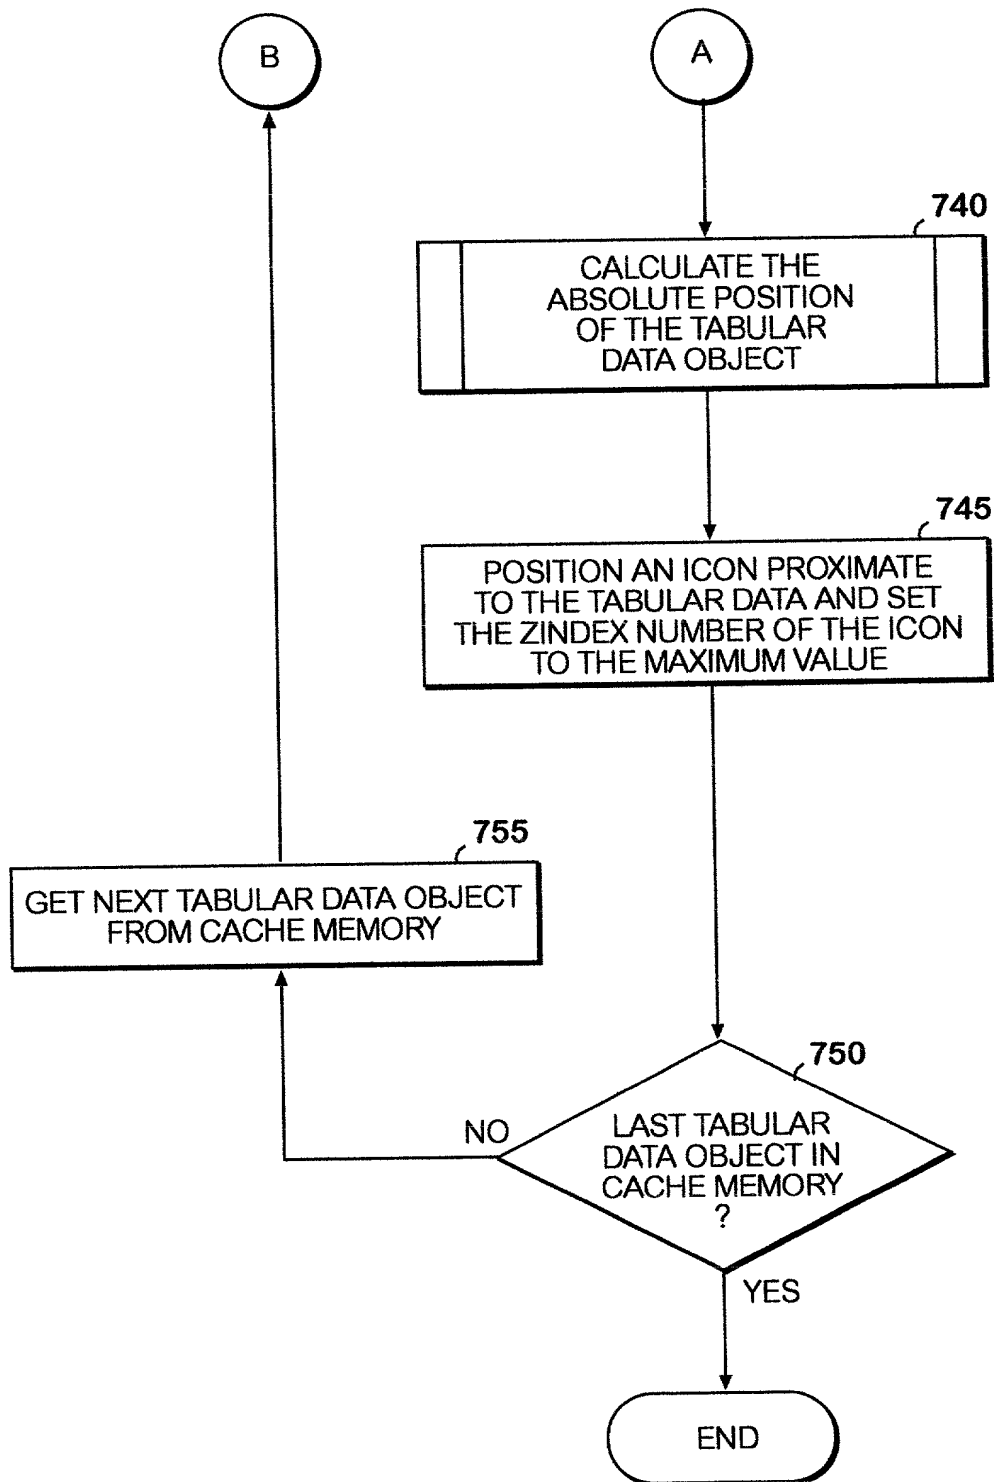 B
A
740
CALCULATE THE
ABSOLUTE POSITION
OF THE TABULAR
DATA OBJECT
745
POSITION AN ICON PROXIMATE
TO THE TABULAR DATA AND SET
THE ZINDEX NUMBER OF THE ICON
TO THE MAXIMUM VALUE
755
GET NEXT TABULAR DATA OBJECT
FROM CACHE MEMORY
750
NO
LAST TABULAR
DATA OBJECT IN
CACHE MEMORY
?
YES
END